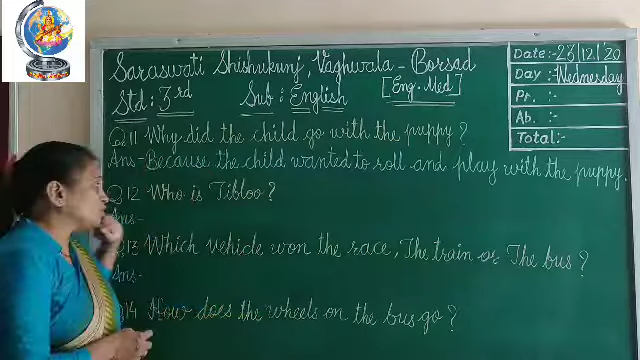 Saraswati Shishukunj, Vaghwala - Borsad
Std : 3rd Sub : English [Eng. Med]
Date:- 23/12/20
Day:- Wednesday
Pr. :-
Ab. :-
Total:-
Q.11 Why did the child go with the puppy ?
Ans - Because the child wanted to roll and play with the puppy.
Q.12 Who is Tibloo ?
Ans-
Q.13 Which vehicle won the race, The train or The bus ?
Ans-
Q.14 How does the wheels on the bus go ?